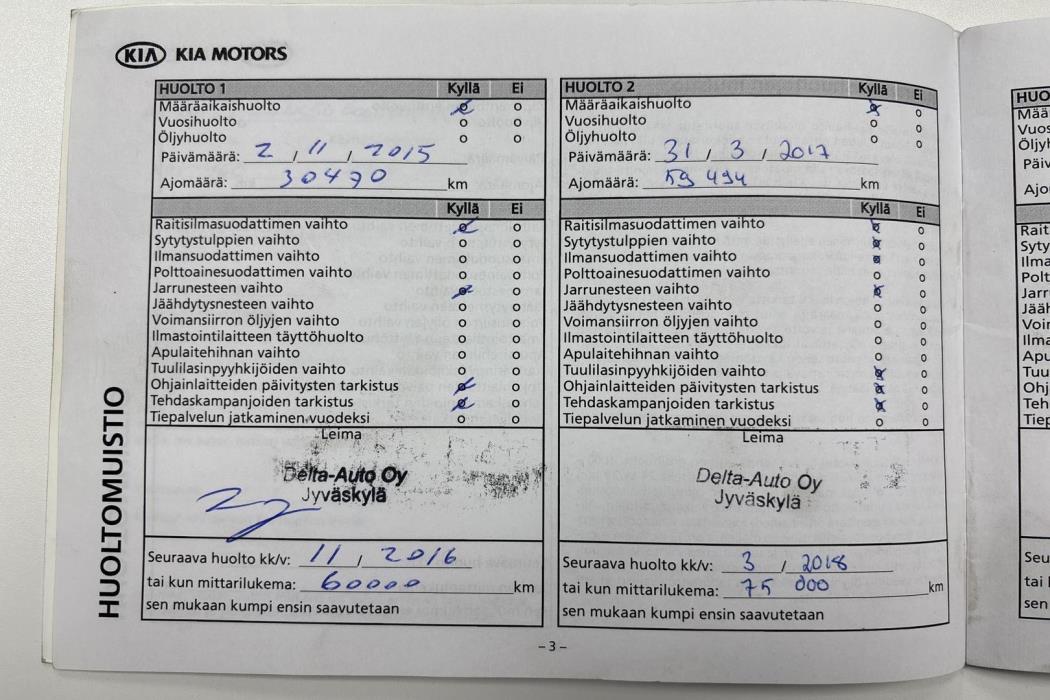 KIA KIA MOTORS
HUOLTO 1 Kyllä Ei
Määräaikaishuolto
Vuosihuolto
Öljyhuolto
Päivämäärä: 2 / 11 / 2015
Ajomäärä: 30470 km
Kyllä Ei
Raitisilmasuodattimen vaihto
Sytytystulppien vaihto
Ilmansuodattimen vaihto
Polttoainesuodattimen vaihto
Jarrunesteen vaihto
Jäähdytysnesteen vaihto
Voimansiirron öljyjen vaihto
Ilmastointilaitteen täyttöhuolto
Apulaitehihnan vaihto
Tuulilasinpyyhkijöiden vaihto
Ohjainlaitteiden päivitysten tarkistus
Tehdaskampanjoiden tarkistus
Tiepalvelun jatkaminen vuodeksi
Leima
Delta-Auto Oy
Jyväskylä
Seuraava huolto kk/v: 11 / 2016
tai kun mittarilukema: 60000 km
sen mukaan kumpi ensin saavutetaan
HUOLTO 2 Kyllä Ei
Määräaikaishuolto
Vuosihuolto
Öljyhuolto
Päivämäärä: 31 / 3 / 2017
Ajomäärä: 59 494 km
Kyllä Ei
Raitisilmasuodattimen vaihto
Sytytystulppien vaihto
Ilmansuodattimen vaihto
Polttoainesuodattimen vaihto
Jarrunesteen vaihto
Jäähdytysnesteen vaihto
Voimansiirron öljyjen vaihto
Ilmastointilaitteen täyttöhuolto
Apulaitehihnan vaihto
Tuulilasinpyyhkijöiden vaihto
Ohjainlaitteiden päivitysten tarkistus
Tehdaskampanjoiden tarkistus
Tiepalvelun jatkaminen vuodeksi
Leima
Delta-Auto Oy
Jyväskylä
Seuraava huolto kk/v: 3 / 2018
tai kun mittarilukema: 75 000 km
sen mukaan kumpi ensin saavutetaan
HUOLTOMUISTIO
– 3 –